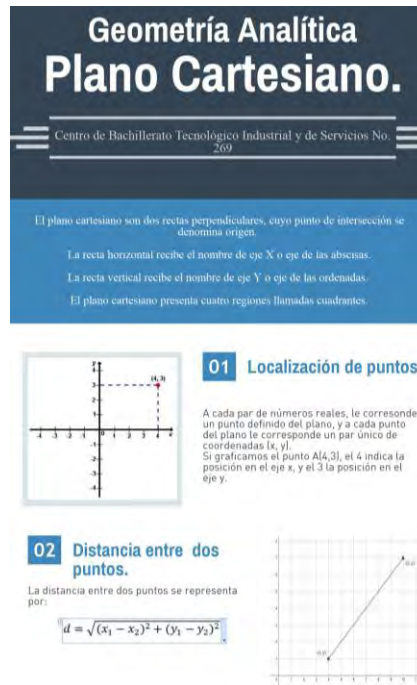 Geometría Analítica
Plano Cartesiano.
Centro de Bachillerato Tecnológico Industrial y de Servicios No.
269
El plano cartesiano son dos rectas perpendiculares, cuyo punto de intersección se
denomina origen.
La recta horizontal recibe el nombre de eje X o eje de las abscisas.
La recta vertical recibe el nombre de eje Y o eje de las ordenadas.
El plano cartesiano presenta cuatro regiones llamadas cuadrantes.
(4, 3)
01 Localización de puntos
A cada par de números reales, le corresonde
un punto definido del plano, y a cada punto
del plano le corresponde un par único de
coordenadas (x, y).
Si graficamos el punto A(4,3), el 4 indica la
posición en el eje x, y el 3 la posición en el
eje y.
02 Distancia entre dos
puntos.
La distancia entre dos puntos se representa
por:
d = √(x₁ − x₂)² + (y₁ − y₂)²